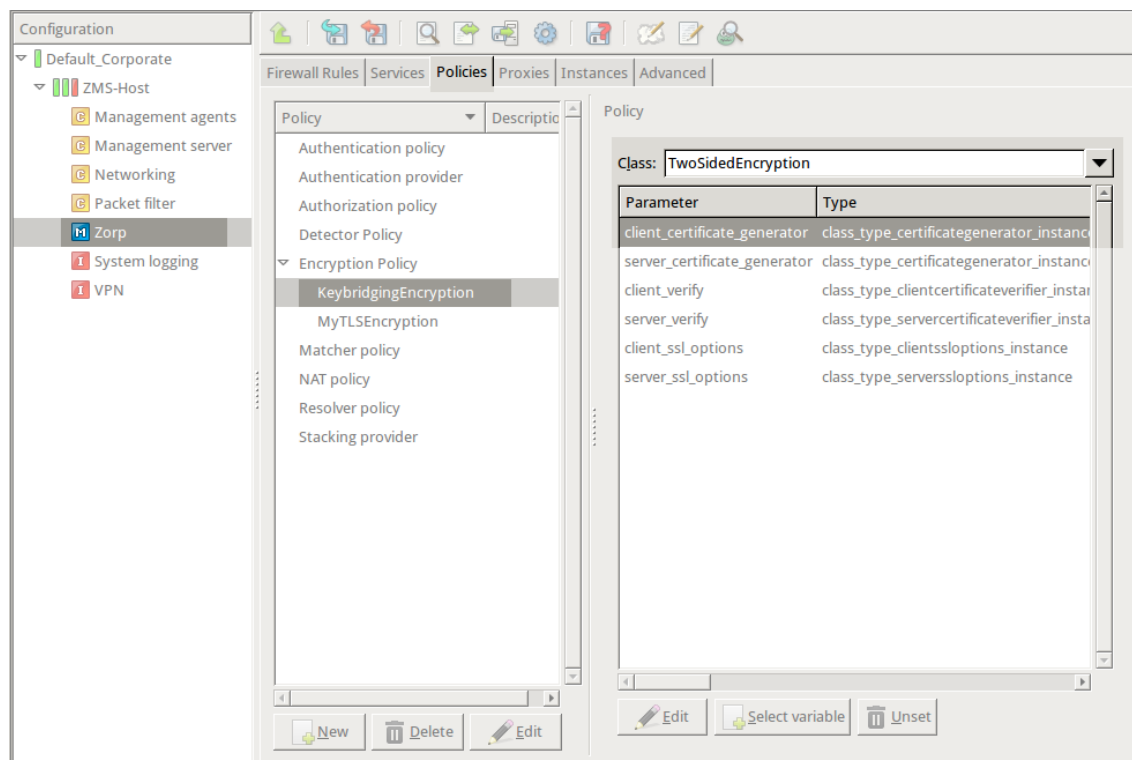 Configuration
Default_Corporate
ZMS-Host
Management agents
Management server
Networking
Packet filter
Zorp
System logging
VPN
Firewall Rules Services Policies Proxies Instances Advanced
Policy Descriptio
Authentication policy
Authentication provider
Authorization policy
Detector Policy
Encryption Policy
KeybridgingEncryption
MyTLSEncryption
Matcher policy
NAT policy
Resolver policy
Stacking provider
New Delete Edit
Policy
Class: TwoSidedEncryption
Parameter Type
client_certificate_generator class_type_certificategenerator_instanc
server_certificate_generator class_type_certificategenerator_instanc
client_verify class_type_clientcertificateverifier_instar
server_verify class_type_servercertificateverifier_insta
client_ssl_options class_type_clientssloptions_instance
server_ssl_options class_type_serverssloptions_instance
Edit Select variable Unset